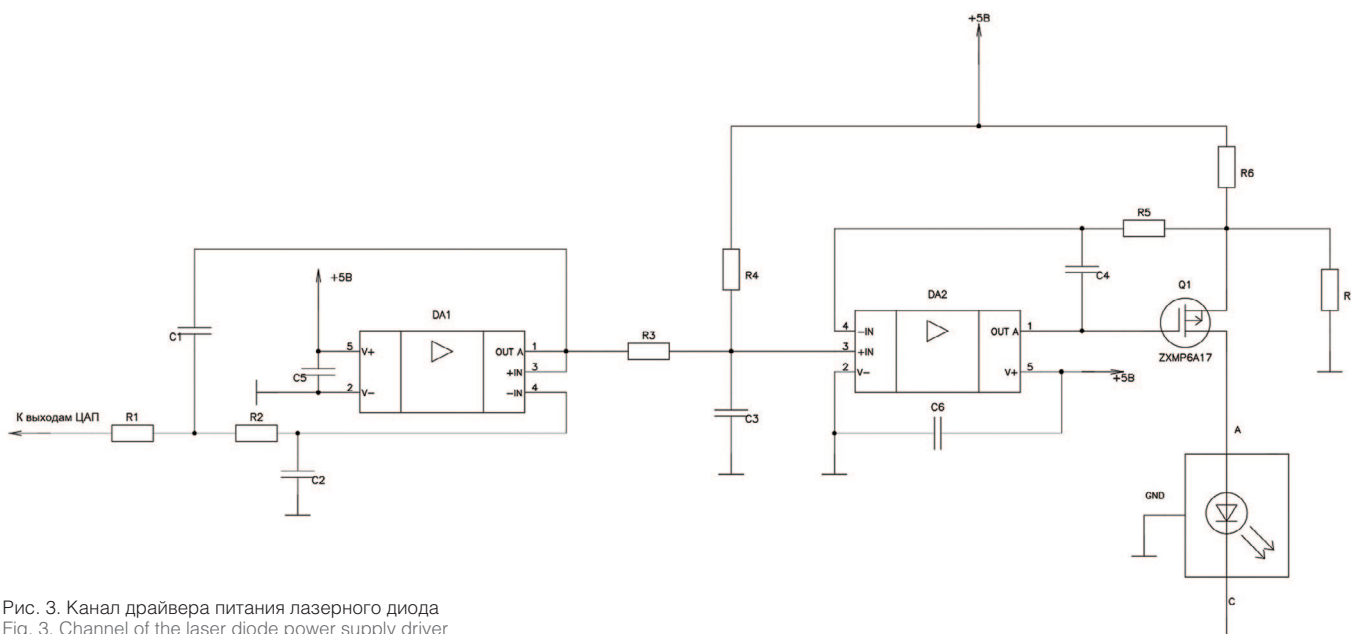 +5В
R6
R5
R4
C4
R
+5В
DA1
DA2
Q1
C1
R3
4 -IN
OUT A 1
5 V+
OUT A 1
3 +IN
ZXMP6A17
C5
+IN 3
2 V-
V+ 5
+5В
2 V-
-IN 4
C6
К выходам ЦАП
R1
R2
C3
A
C2
GND
C
Рис. 3. Канал драйвера питания лазерного диода
Fig. 3. Channel of the laser diode power supply driver